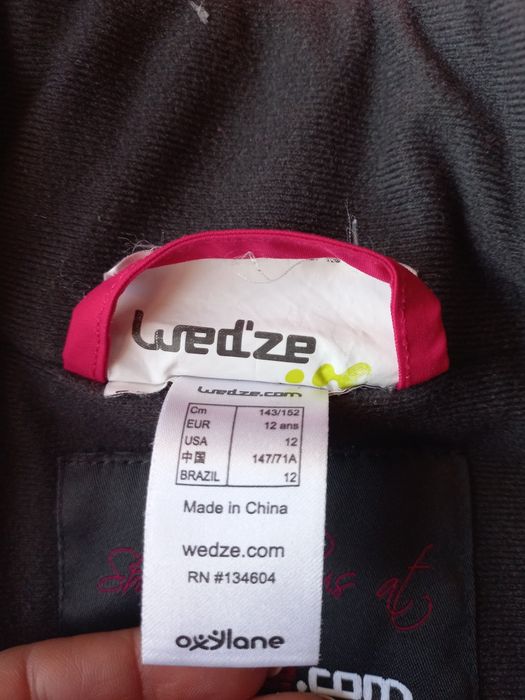 wed'ze
wedze.com
Cm 143/152
EUR 12 ans
USA 12
中国 147/71A
BRAZIL 12
Made in China
wedze.com
RN #134604
oxylane
at
.com